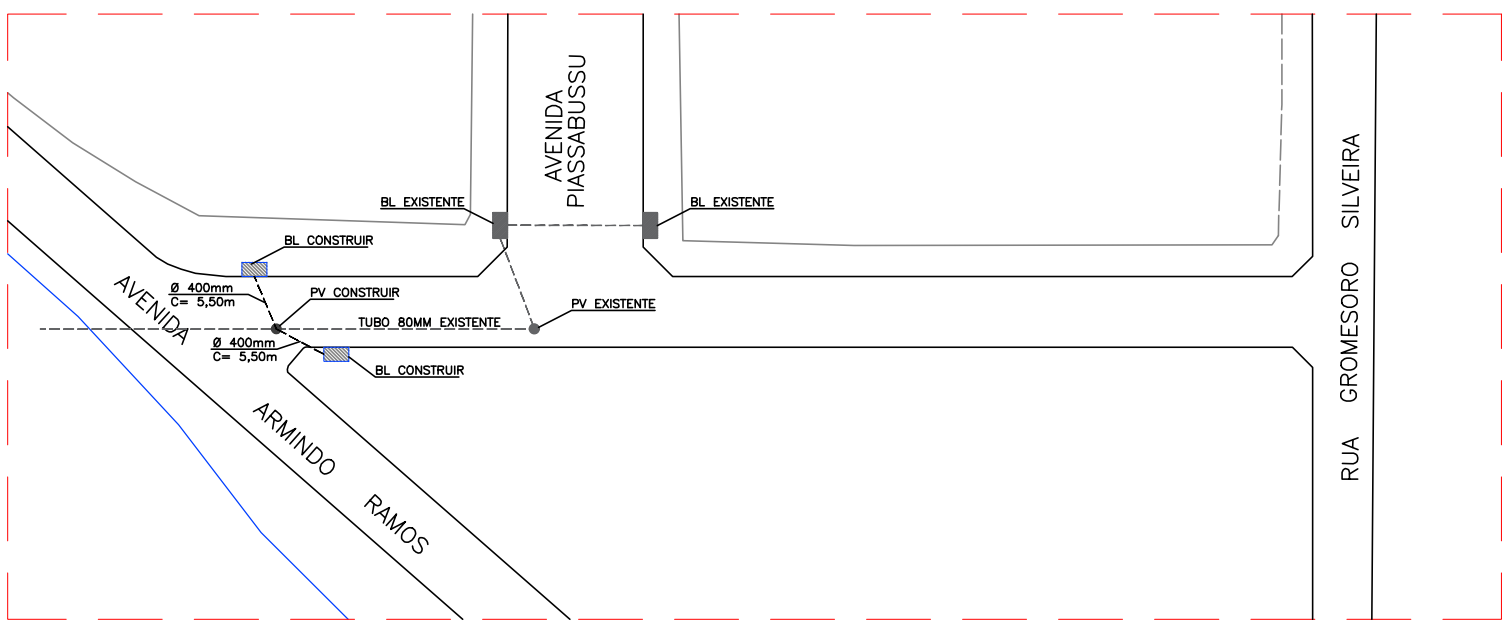 AVENIDA
PIASSABUSSU
RUA GROMESORO SILVEIRA
BL EXISTENTE
BL EXISTENTE
BL CONSTRUIR
Ø 400mm
C= 5,50m
PV CONSTRUIR
PV EXISTENTE
TUBO 80MM EXISTENTE
Ø 400mm
C= 5,50m
BL CONSTRUIR
AVENIDA ARMINDO RAMOS